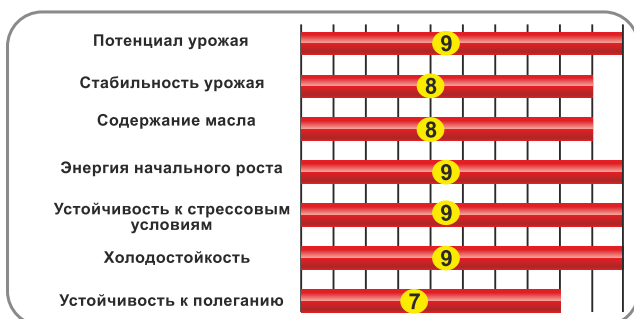 Потенциал урожая
9
Стабильность урожая
8
Содержание масла
8
Энергия начального роста
9
Устойчивость к стрессовым
условиям
9
Холодостойкость
9
Устойчивость к полеганию
7